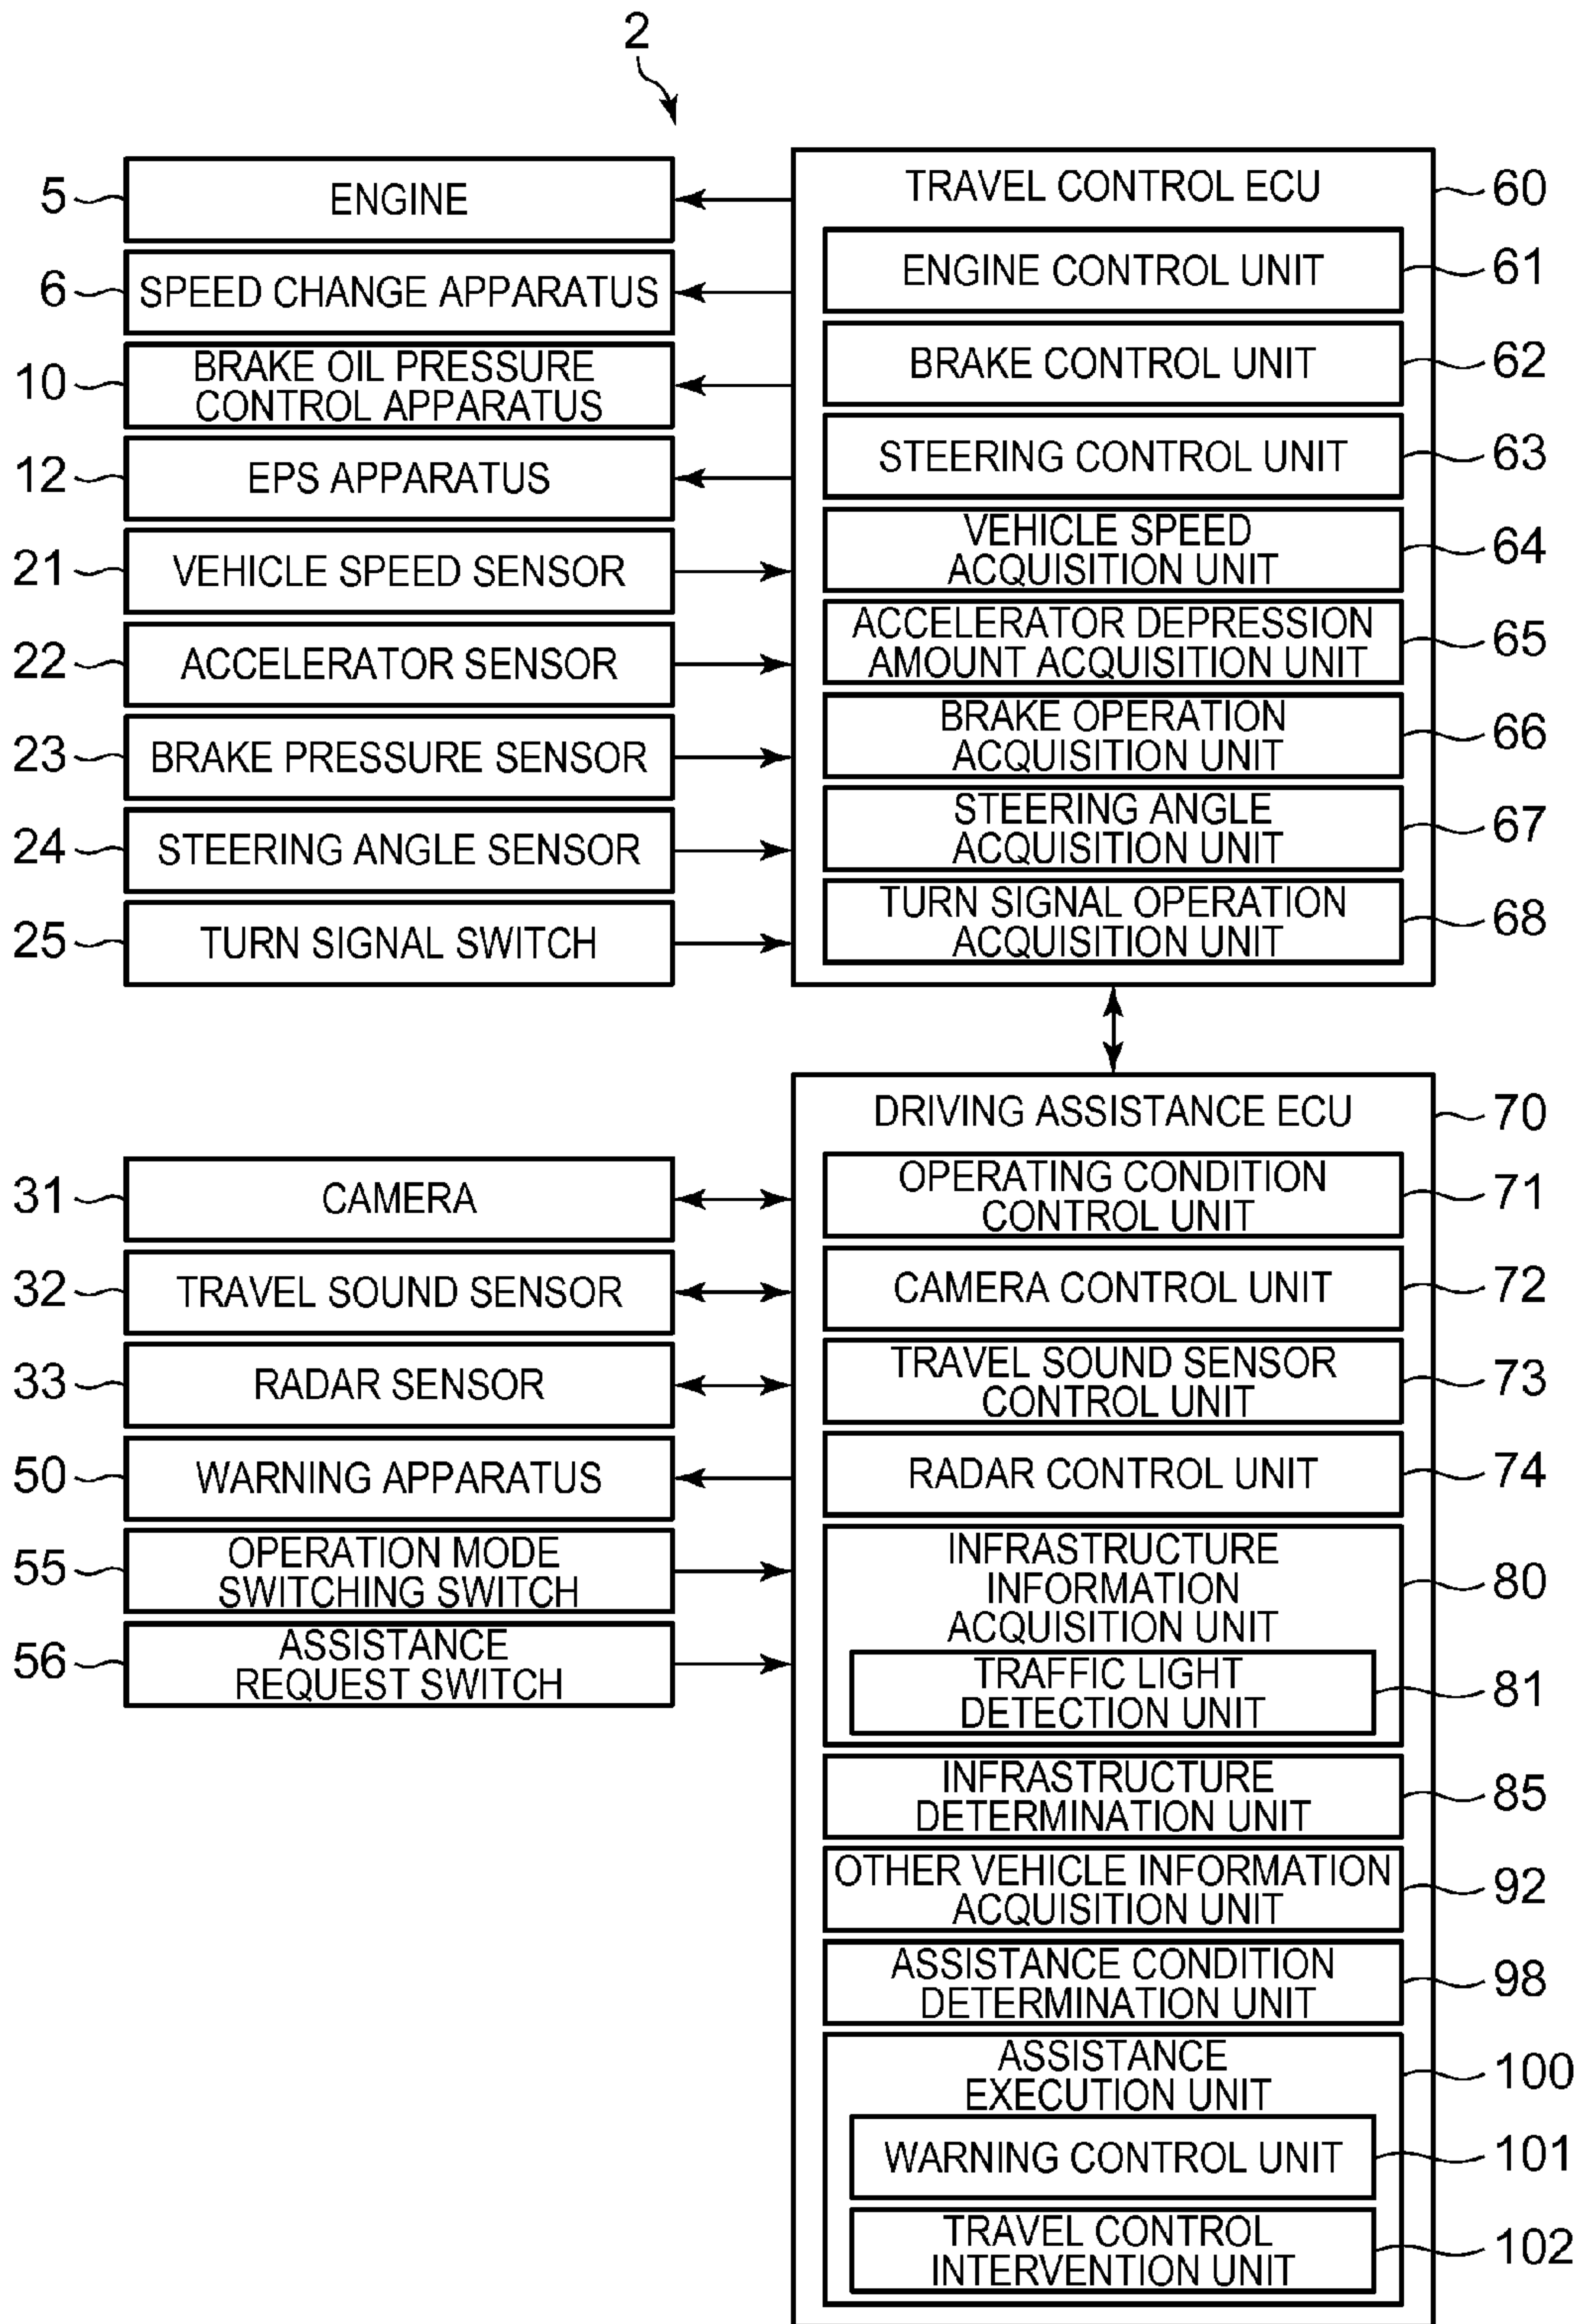 2
5
ENGINE
6
SPEED CHANGE APPARATUS
10
BRAKE OIL PRESSURE
CONTROL APPARATUS
12
EPS APPARATUS
21
VEHICLE SPEED SENSOR
22
ACCELERATOR SENSOR
23
BRAKE PRESSURE SENSOR
24
STEERING ANGLE SENSOR
25
TURN SIGNAL SWITCH
TRAVEL CONTROL ECU
60
ENGINE CONTROL UNIT
61
BRAKE CONTROL UNIT
62
STEERING CONTROL UNIT
63
VEHICLE SPEED
ACQUISITION UNIT
64
ACCELERATOR DEPRESSION
AMOUNT ACQUISITION UNIT
65
BRAKE OPERATION
ACQUISITION UNIT
66
STEERING ANGLE
ACQUISITION UNIT
67
TURN SIGNAL OPERATION
ACQUISITION UNIT
68
31
CAMERA
32
TRAVEL SOUND SENSOR
33
RADAR SENSOR
50
WARNING APPARATUS
55
OPERATION MODE
SWITCHING SWITCH
56
ASSISTANCE
REQUEST SWITCH
DRIVING ASSISTANCE ECU
70
OPERATING CONDITION
CONTROL UNIT
71
CAMERA CONTROL UNIT
72
TRAVEL SOUND SENSOR
CONTROL UNIT
73
RADAR CONTROL UNIT
74
INFRASTRUCTURE
INFORMATION
ACQUISITION UNIT
80
TRAFFIC LIGHT
DETECTION UNIT
81
INFRASTRUCTURE
DETERMINATION UNIT
85
OTHER VEHICLE INFORMATION
ACQUISITION UNIT
92
ASSISTANCE CONDITION
DETERMINATION UNIT
98
ASSISTANCE
EXECUTION UNIT
100
WARNING CONTROL UNIT
101
TRAVEL CONTROL
INTERVENTION UNIT
102